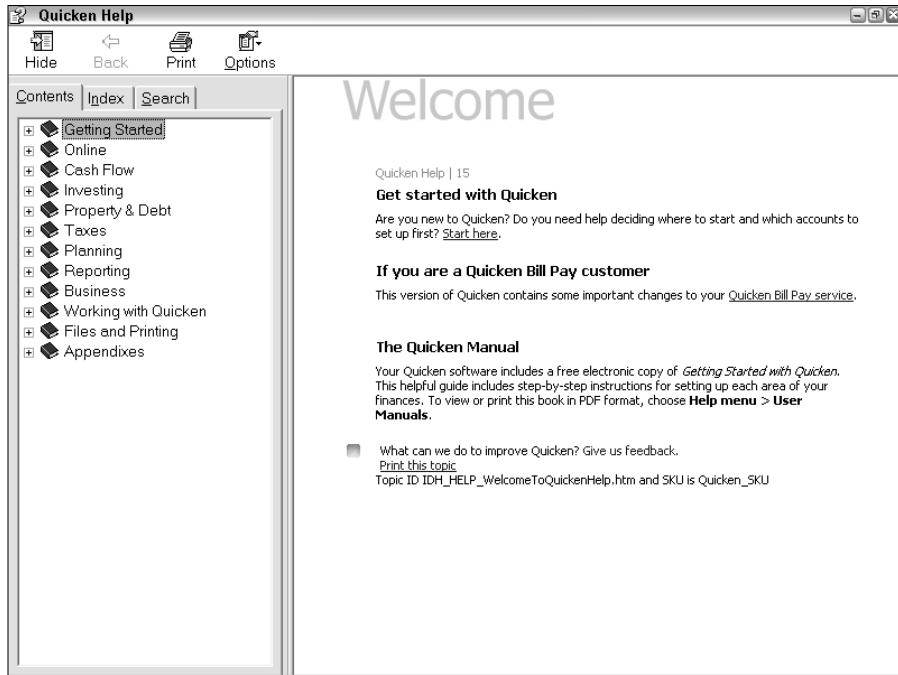 Quicken Help
Hide Back Print Options
Contents Index Search
Getting Started
Online
Cash Flow
Investing
Property & Debt
Taxes
Planning
Reporting
Business
Working with Quicken
Files and Printing
Appendixes
Welcome
Quicken Help | 15
Get started with Quicken
Are you new to Quicken? Do you need help deciding where to start and which accounts to
set up first? Start here.
If you are a Quicken Bill Pay customer
This version of Quicken contains some important changes to your Quicken Bill Pay service.
The Quicken Manual
Your Quicken software includes a free electronic copy of Getting Started with Quicken.
This helpful guide includes step-by-step instructions for setting up each area of your
finances. To view or print this book in PDF format, choose Help menu > User
Manuals.
What can we do to improve Quicken? Give us feedback.
Print this topic
Topic ID IDH_HELP_WelcomeToQuickenHelp.htm and SKU is Quicken_SKU